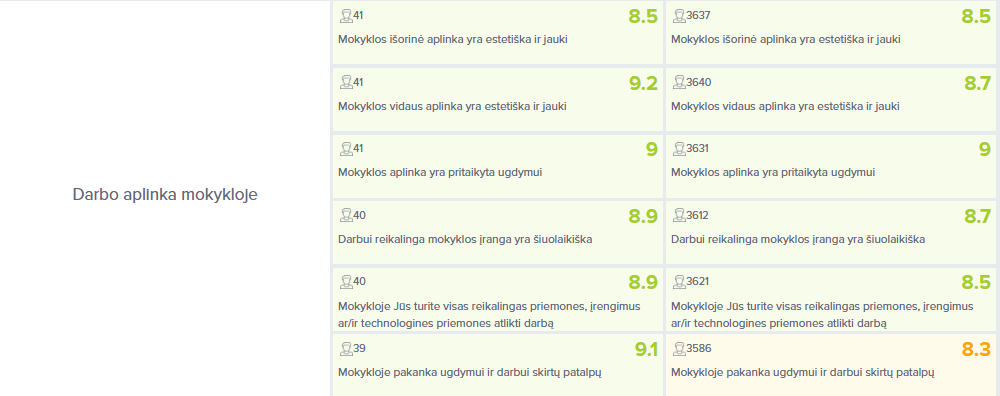 Darbo aplinka mokykloje
41 8.5
Mokyklos išorinė aplinka yra estetiška ir jauki
3637 8.5
Mokyklos išorinė aplinka yra estetiška ir jauki
41 9.2
Mokyklos vidaus aplinka yra estetiška ir jauki
3640 8.7
Mokyklos vidaus aplinka yra estetiška ir jauki
41 9
Mokyklos aplinka yra pritaikyta ugdymui
3631 9
Mokyklos aplinka yra pritaikyta ugdymui
40 8.9
Darbui reikalinga mokyklos įranga yra šiuolaikiška
3612 8.7
Darbui reikalinga mokyklos įranga yra šiuolaikiška
40 8.9
Mokykloje Jūs turite visas reikalingas priemones, įrengimus
ar/ir technologines priemones atlikti darbą
3621 8.5
Mokykloje Jūs turite visas reikalingas priemones, įrengimus
ar/ir technologines priemones atlikti darbą
39 9.1
Mokykloje pakanka ugdymui ir darbui skirtų patalpų
3586 8.3
Mokykloje pakanka ugdymui ir darbui skirtų patalpų